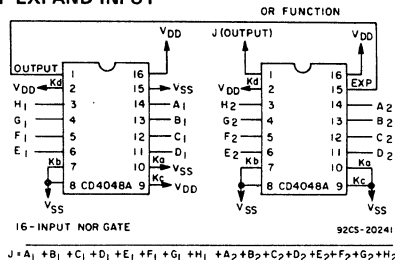 EXPAND INPUT
OR FUNCTION
VDD J (OUTPUT) VDD
OUTPUT Kd 1 16 Kd 1 16
VDD 2 15 VSS VDD 2 15 EXP
H1 3 14 A1 H2 3 14 A2
G1 4 13 B1 G2 4 13 B2
F1 5 12 C1 F2 5 12 C2
E1 6 11 D1 E2 6 11 D2
Kb 7 10 Ka VSS Kb 7 10 Ka
8 CD4048A 9 Kc VDD 8 CD4048A 9 Kc
VSS VSS VSS
16-INPUT NOR GATE 92CS-20241
J = A1 + B1 + C1 + D1 + E1 + F1 + G1 + H1 + A2 + B2 + C2 + D2 + E2 + F2 + G2 + H2